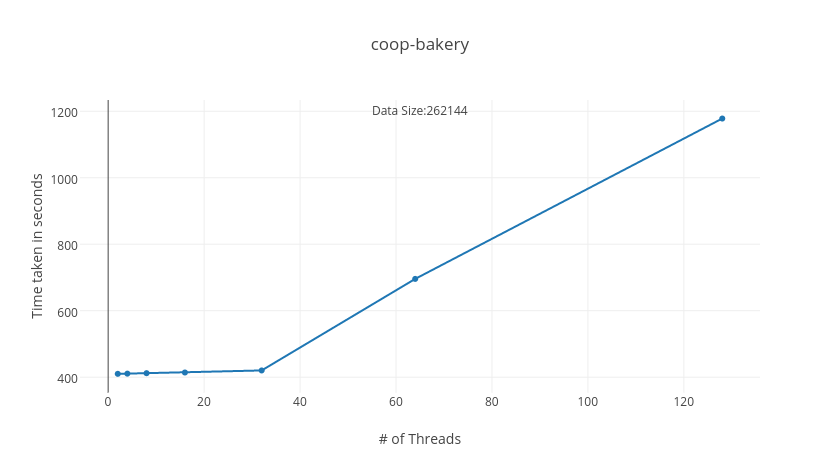 coop-bakery
Data Size:262144
1200
1000
800
600
400
Time taken in seconds
0 20 40 60 80 100 120
# of Threads